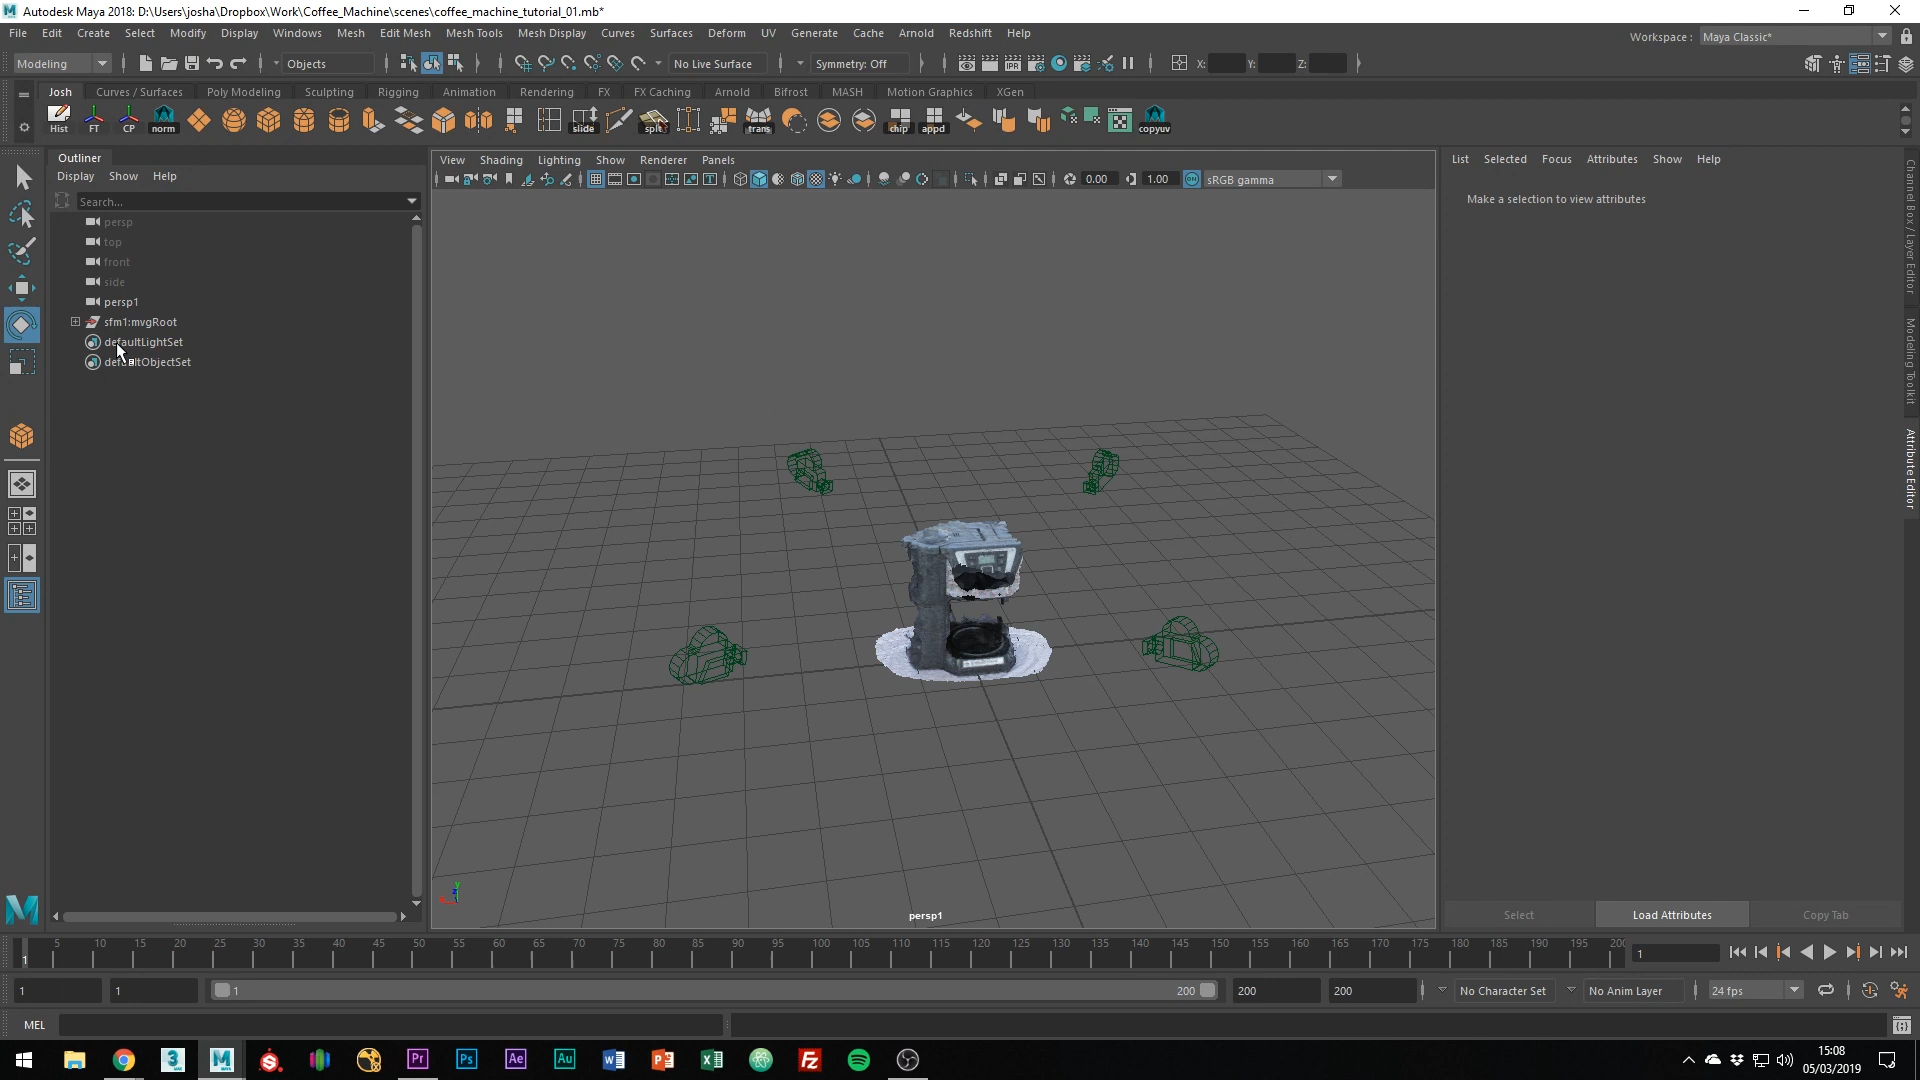 Autodesk Maya 2018: D:\Users\josha\Dropbox\Work\Coffee_Machine\scenes\coffee_machine_tutorial_01.mb*
File Edit Create Select Modify Display Windows Mesh Edit Mesh Mesh Tools Mesh Display Curves Surfaces Deform UV Generate Cache Arnold Redshift Help
Workspace : Maya Classic*
Modeling Objects No Live Surface Symmetry: Off X: Y: Z:
Josh Curves / Surfaces Poly Modeling Sculpting Rigging Animation Rendering FX FX Caching Arnold Bifrost MASH Motion Graphics XGen
Hist FT CP norm slide split trans chip appd copyuv
Outliner
Display Show Help
Search...
persp
top
front
side
persp1
sfm1:mvgRoot
defaultLightSet
View Shading Lighting Show Renderer Panels
0.00 1.00 ON sRGB gamma
persp1
List Selected Focus Attributes Show Help
Make a selection to view attributes
Channel Box / Layer Editor
Modeling Toolkit
Attribute Editor
Select Load Attributes Copy Tab
5 10 15 20 25 30 35 40 45 50 55 60 65 70 75 80 85 90 95 100 105 110 115 120 125 130 135 140 145 150 155 160 165 170 175 180 185 190 195
1 1
1 1 1 200 200 200 No Character Set No Anim Layer 24 fps
MEL
3 MAYA Pr Ps Ae Au Fz
15:08
05/03/2019